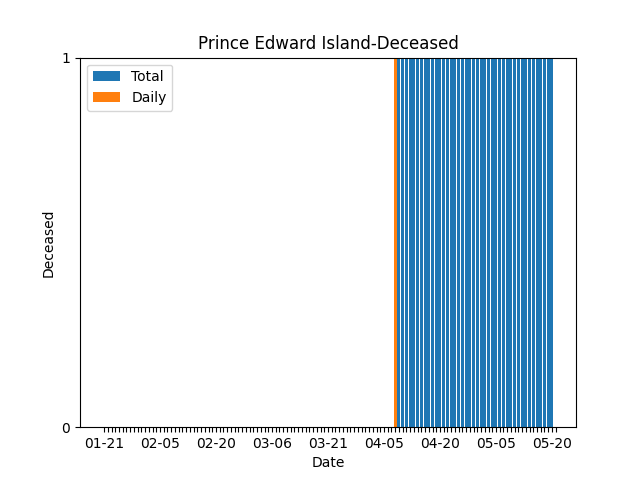 Prince Edward Island-Deceased
1
Total
Daily
Deceased
0
01-21 02-05 02-20 03-06 03-21 04-05 04-20 05-05 05-20
Date